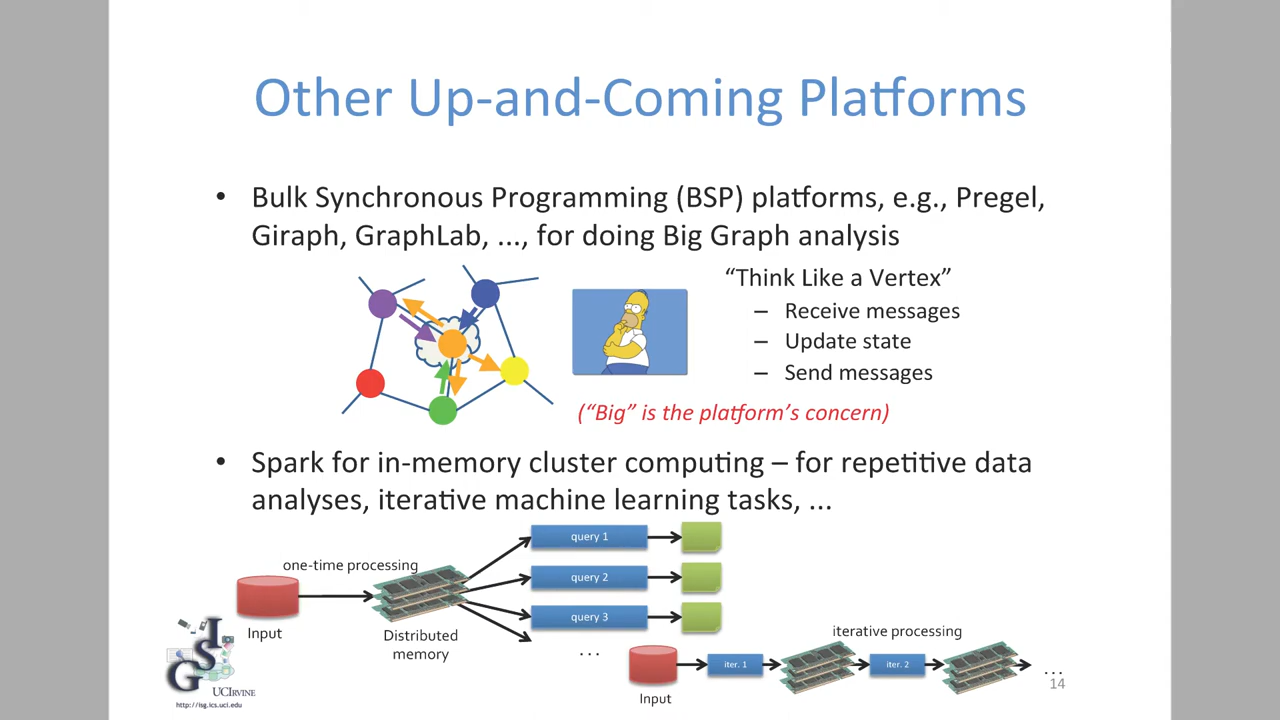 Other Up-and-Coming Platforms
• Bulk Synchronous Programming (BSP) platforms, e.g., Pregel,
Giraph, GraphLab, ..., for doing Big Graph analysis
“Think Like a Vertex”
– Receive messages
– Update state
– Send messages
(“Big” is the platform’s concern)
• Spark for in-memory cluster computing – for repetitive data
analyses, iterative machine learning tasks, ...
one-time processing
Input
Distributed
memory
query 1
query 2
query 3
...
iterative processing
Input
iter. 1
iter. 2
...
14
ISG
UCIRVINE
http://isg.ics.uci.edu